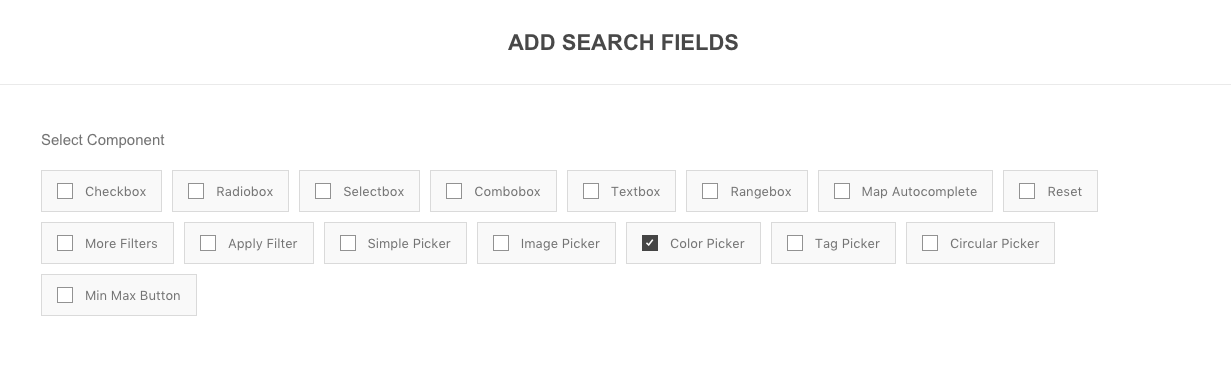 ADD SEARCH FIELDS
Select Component
Checkbox Radiobox Selectbox Combobox Textbox Rangebox Map Autocomplete Reset
More Filters Apply Filter Simple Picker Image Picker Color Picker Tag Picker Circular Picker
Min Max Button